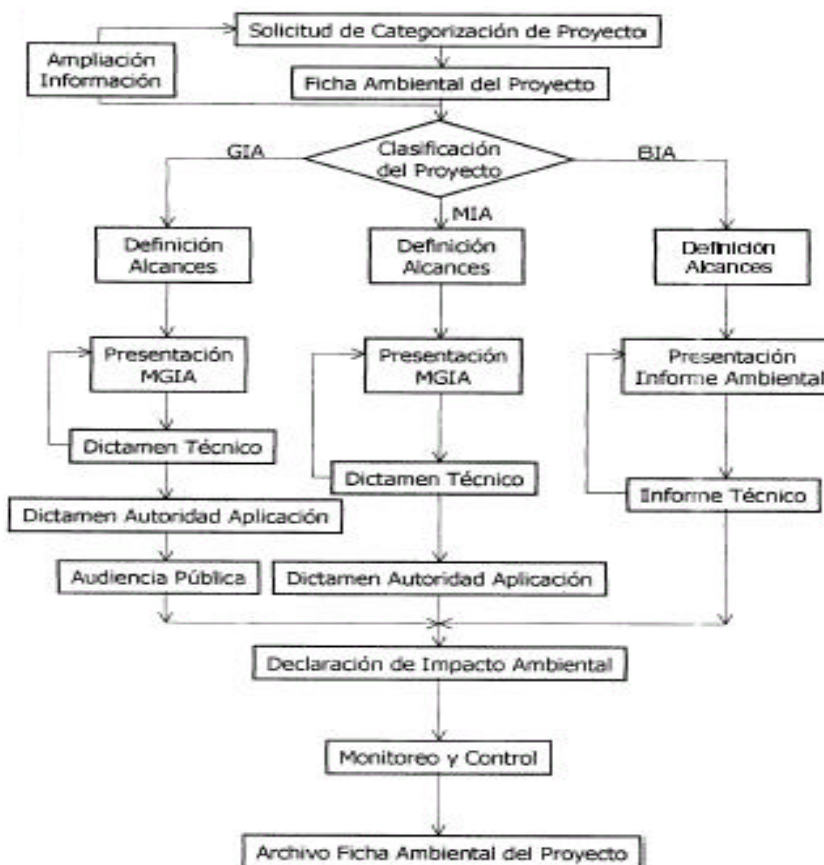 Solicitud de Categorización de Proyecto
Ampliación
Información
Ficha Ambiental del Proyecto
GIA
Clasificación
del Proyecto
BIA
MIA
Definición
Alcances
Definición
Alcances
Definición
Alcances
Presentación
MGIA
Presentación
MGIA
Presentación
Informe Ambiental
Dictamen Técnico
Dictamen Técnico
Informe Técnico
Dictamen Autoridad Aplicación
Audiencia Pública
Dictamen Autoridad Aplicación
Declaración de Impacto Ambiental
Monitoreo y Control
Archivo Ficha Ambiental del Proyecto